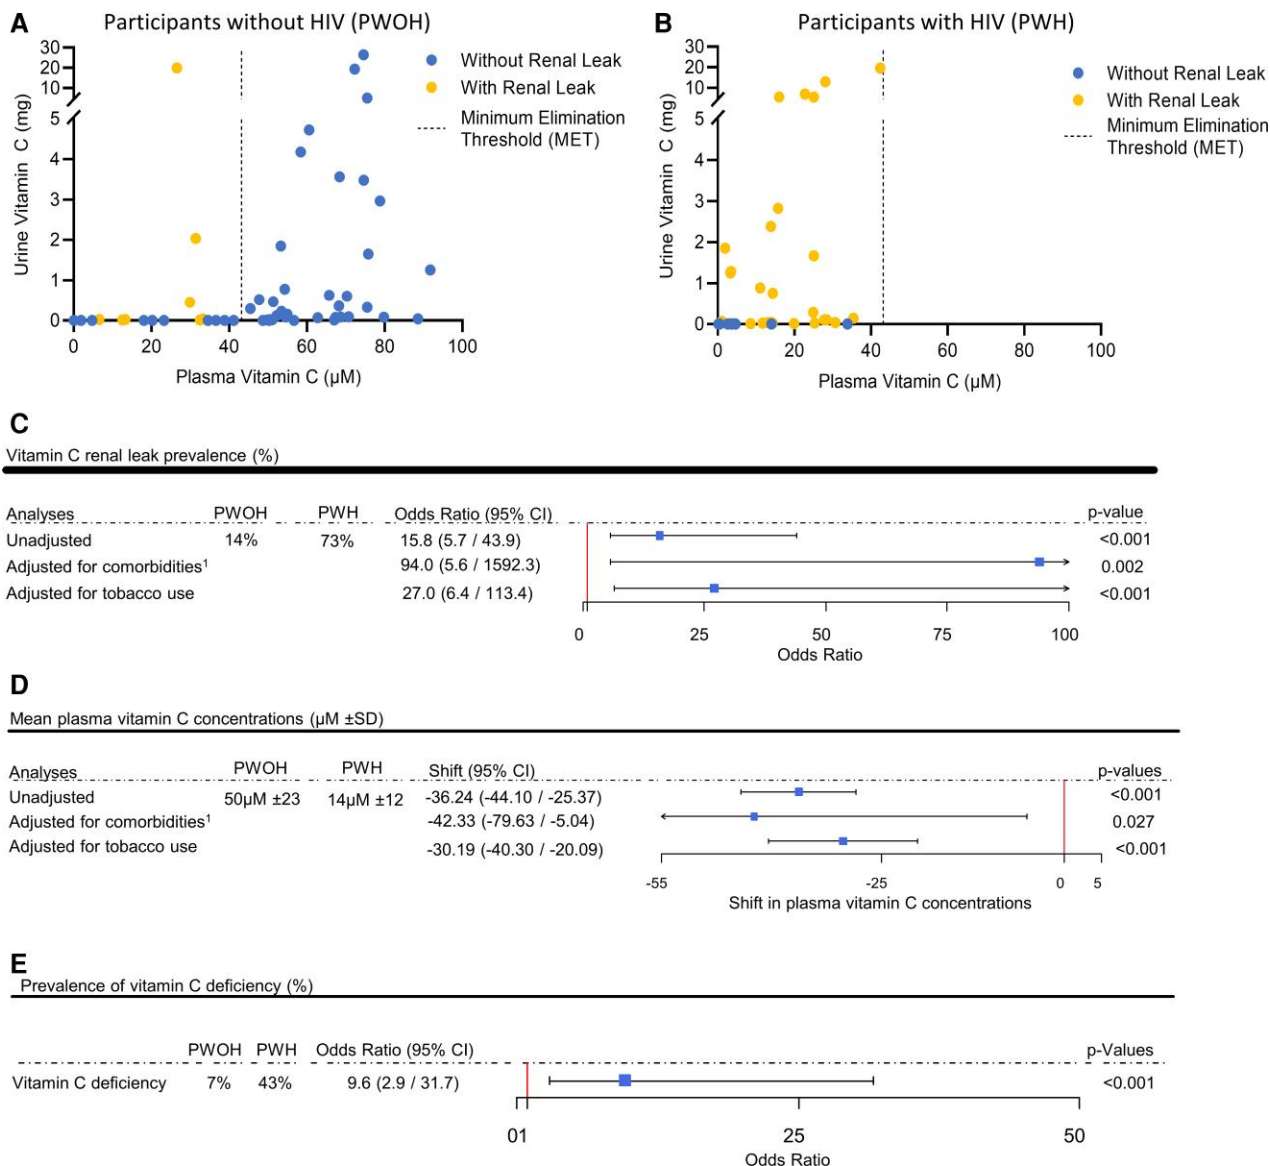 A
Participants without HIV (PWOH)
30
20
10
5
4
3
2
1
0
Urine Vitamin C (mg)
0 20 40 60 80 100
Plasma Vitamin C (µM)
Without Renal Leak
With Renal Leak
Minimum Elimination
Threshold (MET)
B
Participants with HIV (PWH)
30
20
10
5
4
3
2
1
0
Urine Vitamin C (mg)
0 20 40 60 80 100
Plasma Vitamin C (µM)
Without Renal Leak
With Renal Leak
Minimum Elimination
Threshold (MET)
C
Vitamin C renal leak prevalence (%)
Analyses PWOH PWH Odds Ratio (95% CI) p-value
Unadjusted 14% 73% 15.8 (5.7 / 43.9) <0.001
Adjusted for comorbidities¹ 94.0 (5.6 / 1592.3) 0.002
Adjusted for tobacco use 27.0 (6.4 / 113.4) <0.001
0 25 50 75 100
Odds Ratio
D
Mean plasma vitamin C concentrations (µM ±SD)
Analyses PWOH PWH Shift (95% CI) p-values
Unadjusted 50µM ±23 14µM ±12 -36.24 (-44.10 / -25.37) <0.001
Adjusted for comorbidities¹ -42.33 (-79.63 / -5.04) 0.027
Adjusted for tobacco use -30.19 (-40.30 / -20.09) <0.001
-55 -25 0 5
Shift in plasma vitamin C concentrations
E
Prevalence of vitamin C deficiency (%)
PWOH PWH Odds Ratio (95% CI) p-Values
Vitamin C deficiency 7% 43% 9.6 (2.9 / 31.7) <0.001
01 25 50
Odds Ratio